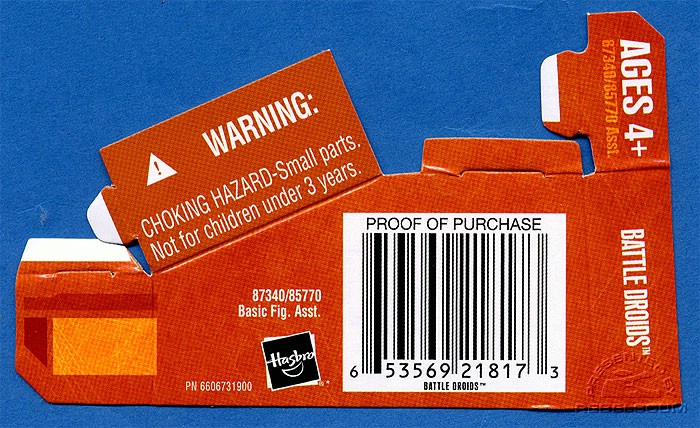 AGES 4+
87340/85770 Asst.
WARNING:
CHOKING HAZARD-Small parts.
Not for children under 3 years.
PROOF OF PURCHASE
BATTLE DROIDS™
87340/85770
Basic Fig. Asst.
Hasbro
®*
PN 6606731900
6 53569 21817 3
BATTLE DROIDS™